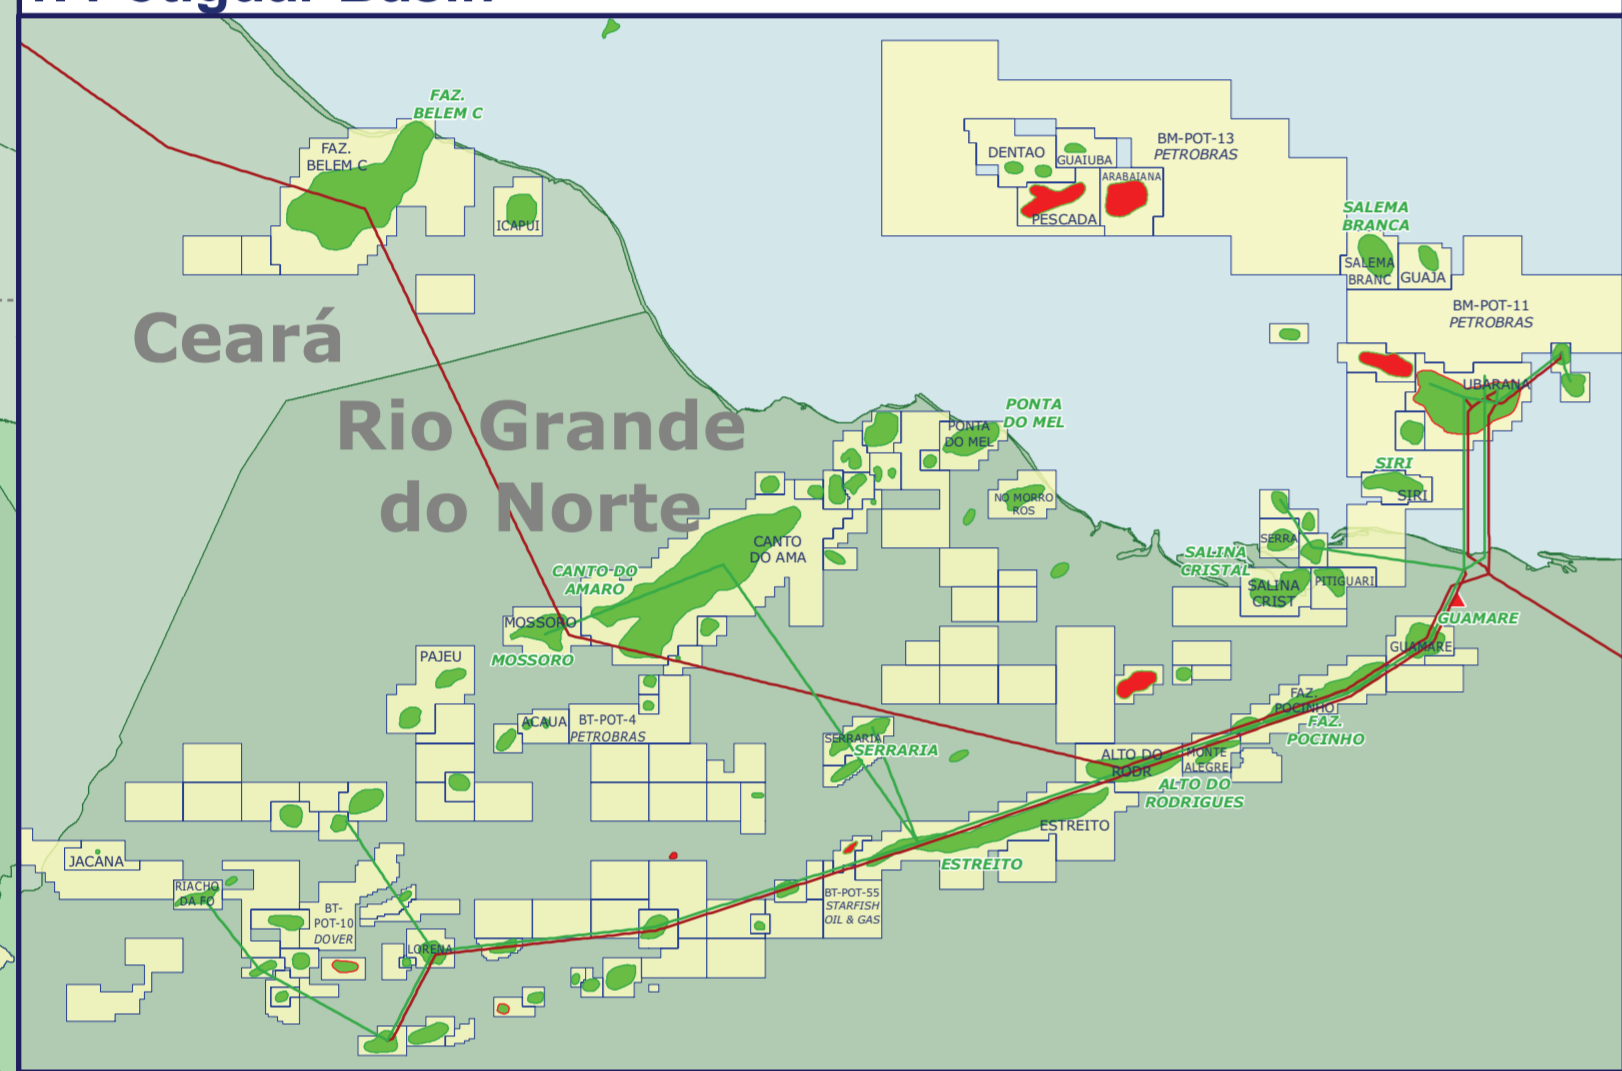 FAZ.
BELEM C
FAZ.
BELEM C
ICAPUI
BM-POT-13
PETROBRAS
DENTAO
GUAIUBA
ARABAIANA
PESCADA
SALEMA
BRANCA
SALEMA
BRANC
GUAJA
BM-POT-11
PETROBRAS
Ceará
Rio Grande
do Norte
UBARANA
PONTA
DO MEL
PONTA
DO MEL
SIRI
SIRI
NO MORRO
ROS
CANTO
DO AMA
SERRA
CANTO DO
AMARO
SALINA
CRISTAL
SALINA
CRIST
PITIGUARI
MOSSORO
MOSSORO
GUAMARE
GUAMARE
PAJEU
ACAUA
BT-POT-4
PETROBRAS
FAZ.
POCINHO
FAZ.
POCINHO
SERRARIA
SERRARIA
ALTO DO
RODR
MONTE
ALEGRE
ALTO DO
RODRIGUES
ESTREITO
ESTREITO
JACANA
RIACHO
DA FO
BT-
POT-10
DOVER
BT-POT-55
STARFISH
OIL & GAS
LORENA